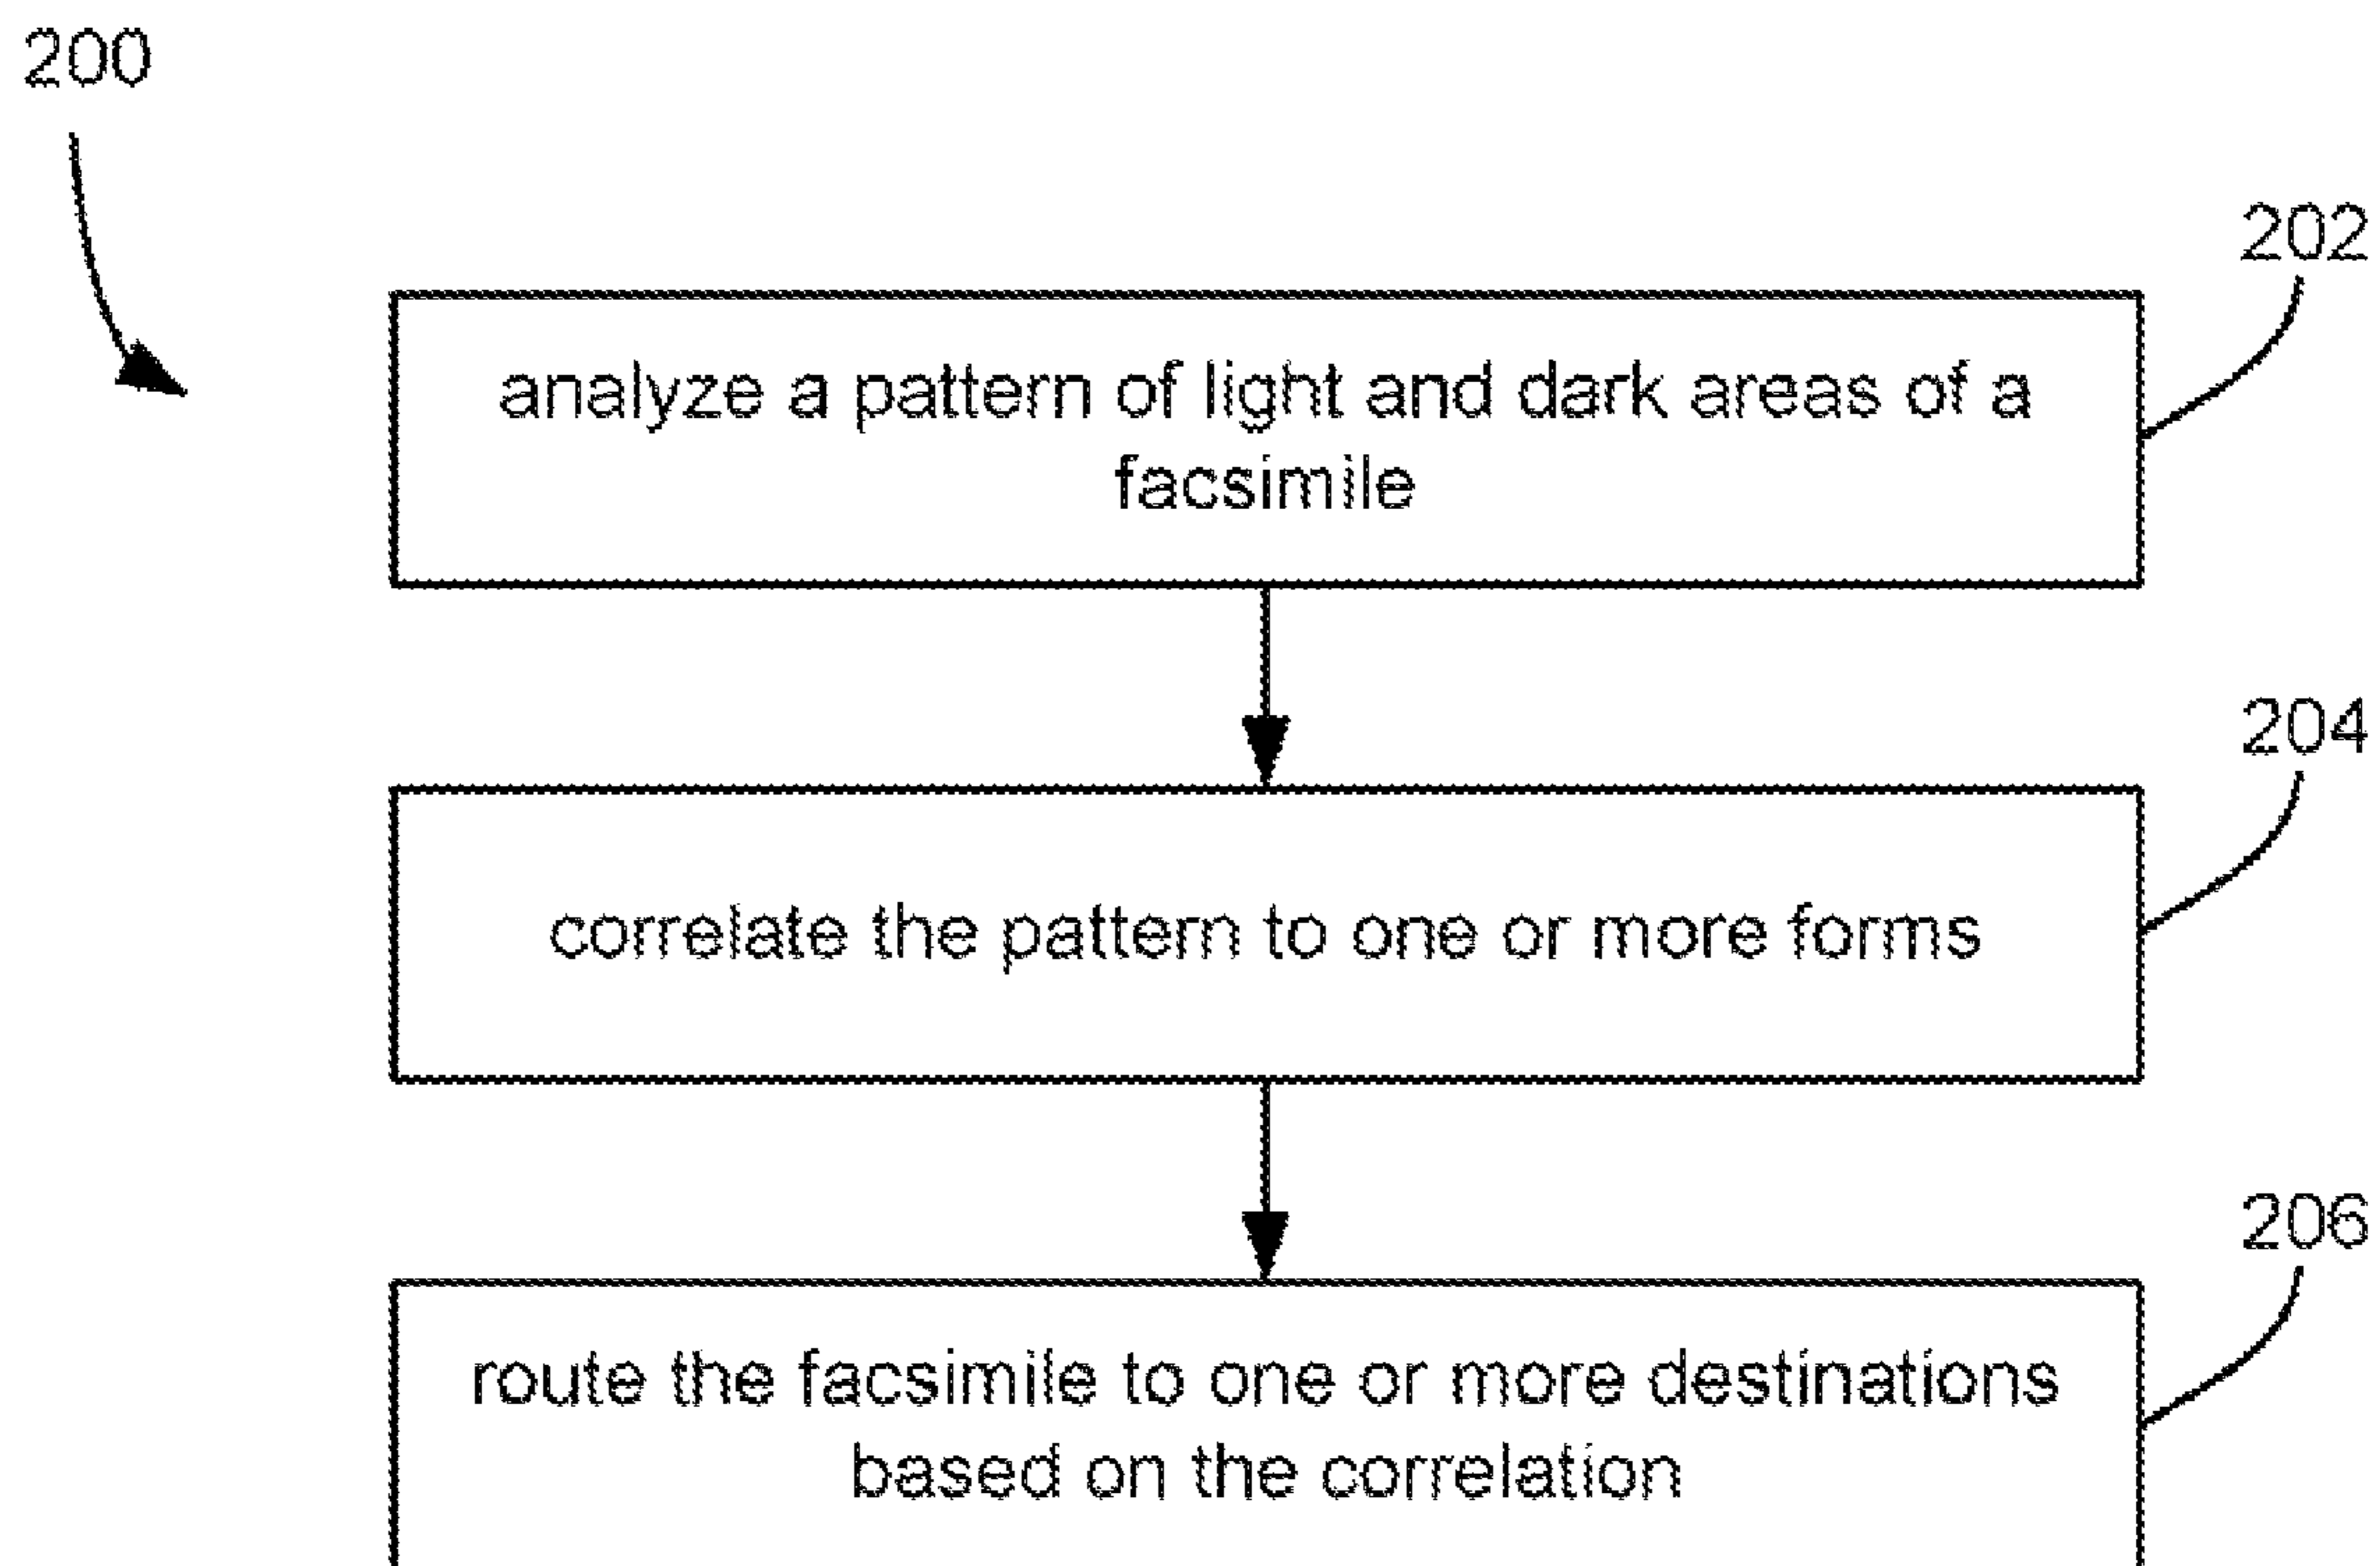 200
202
analyze a pattern of light and dark areas of a
facsimile
204
correlate the pattern to one or more forms
206
route the facsimile to one or more destinations
based on the correlation